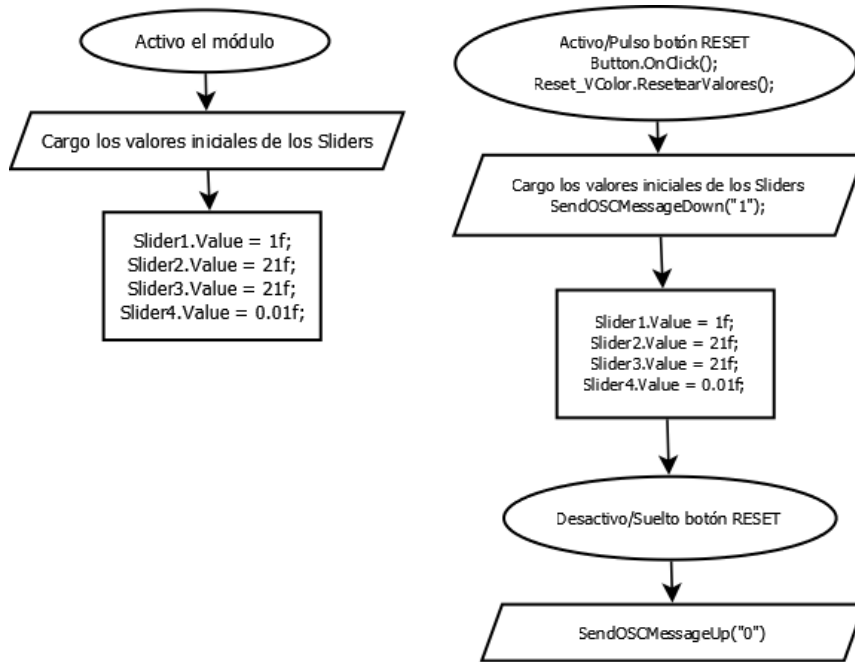 Activo el módulo
Cargo los valores iniciales de los Sliders
Slider1.Value = 1f;
Slider2.Value = 21f;
Slider3.Value = 21f;
Slider4.Value = 0.01f;
Activo/Pulso botón RESET
Button.OnClick();
Reset_VColor.ResetearValores();
Cargo los valores iniciales de los Sliders
SendOSCMessageDown("1");
Slider1.Value = 1f;
Slider2.Value = 21f;
Slider3.Value = 21f;
Slider4.Value = 0.01f;
Desactivo/Suelto botón RESET
SendOSCMessageUp("0")